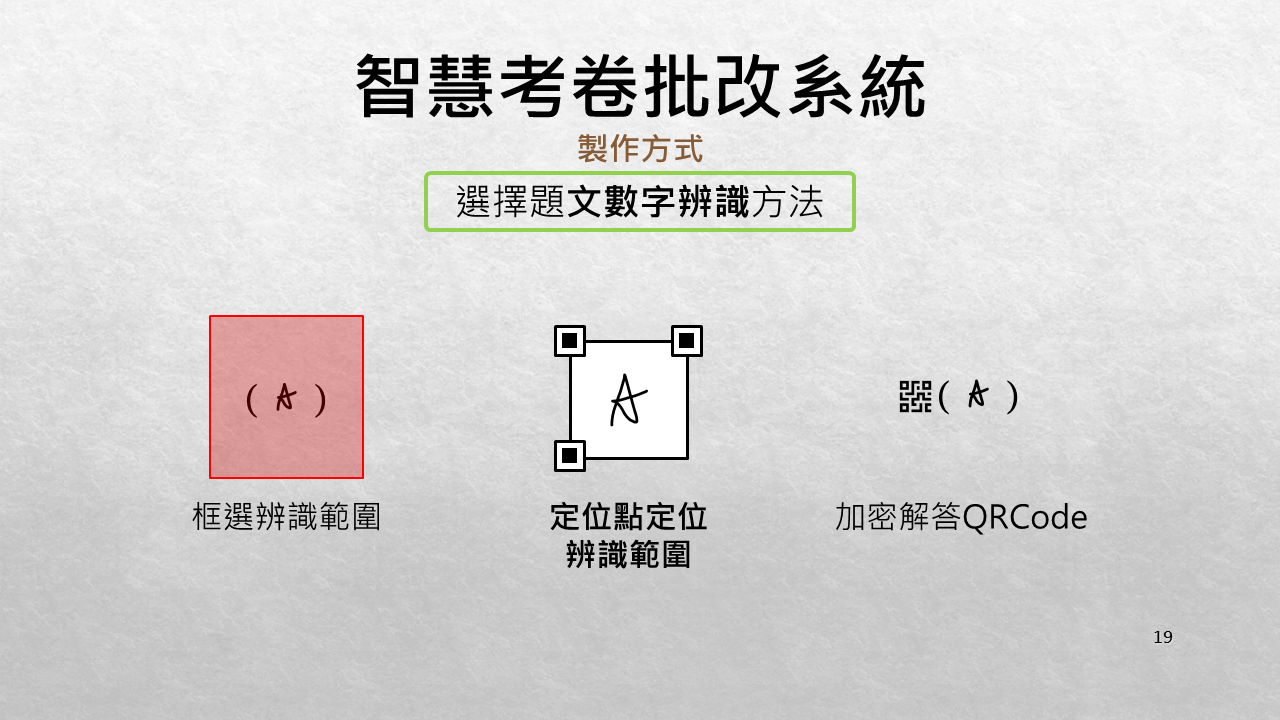 智慧考卷批改系統
製作方式
選擇題文數字辨識方法
( A )
A
( A )
框選辨識範圍
定位點定位
辨識範圍
加密解答QRCode
19